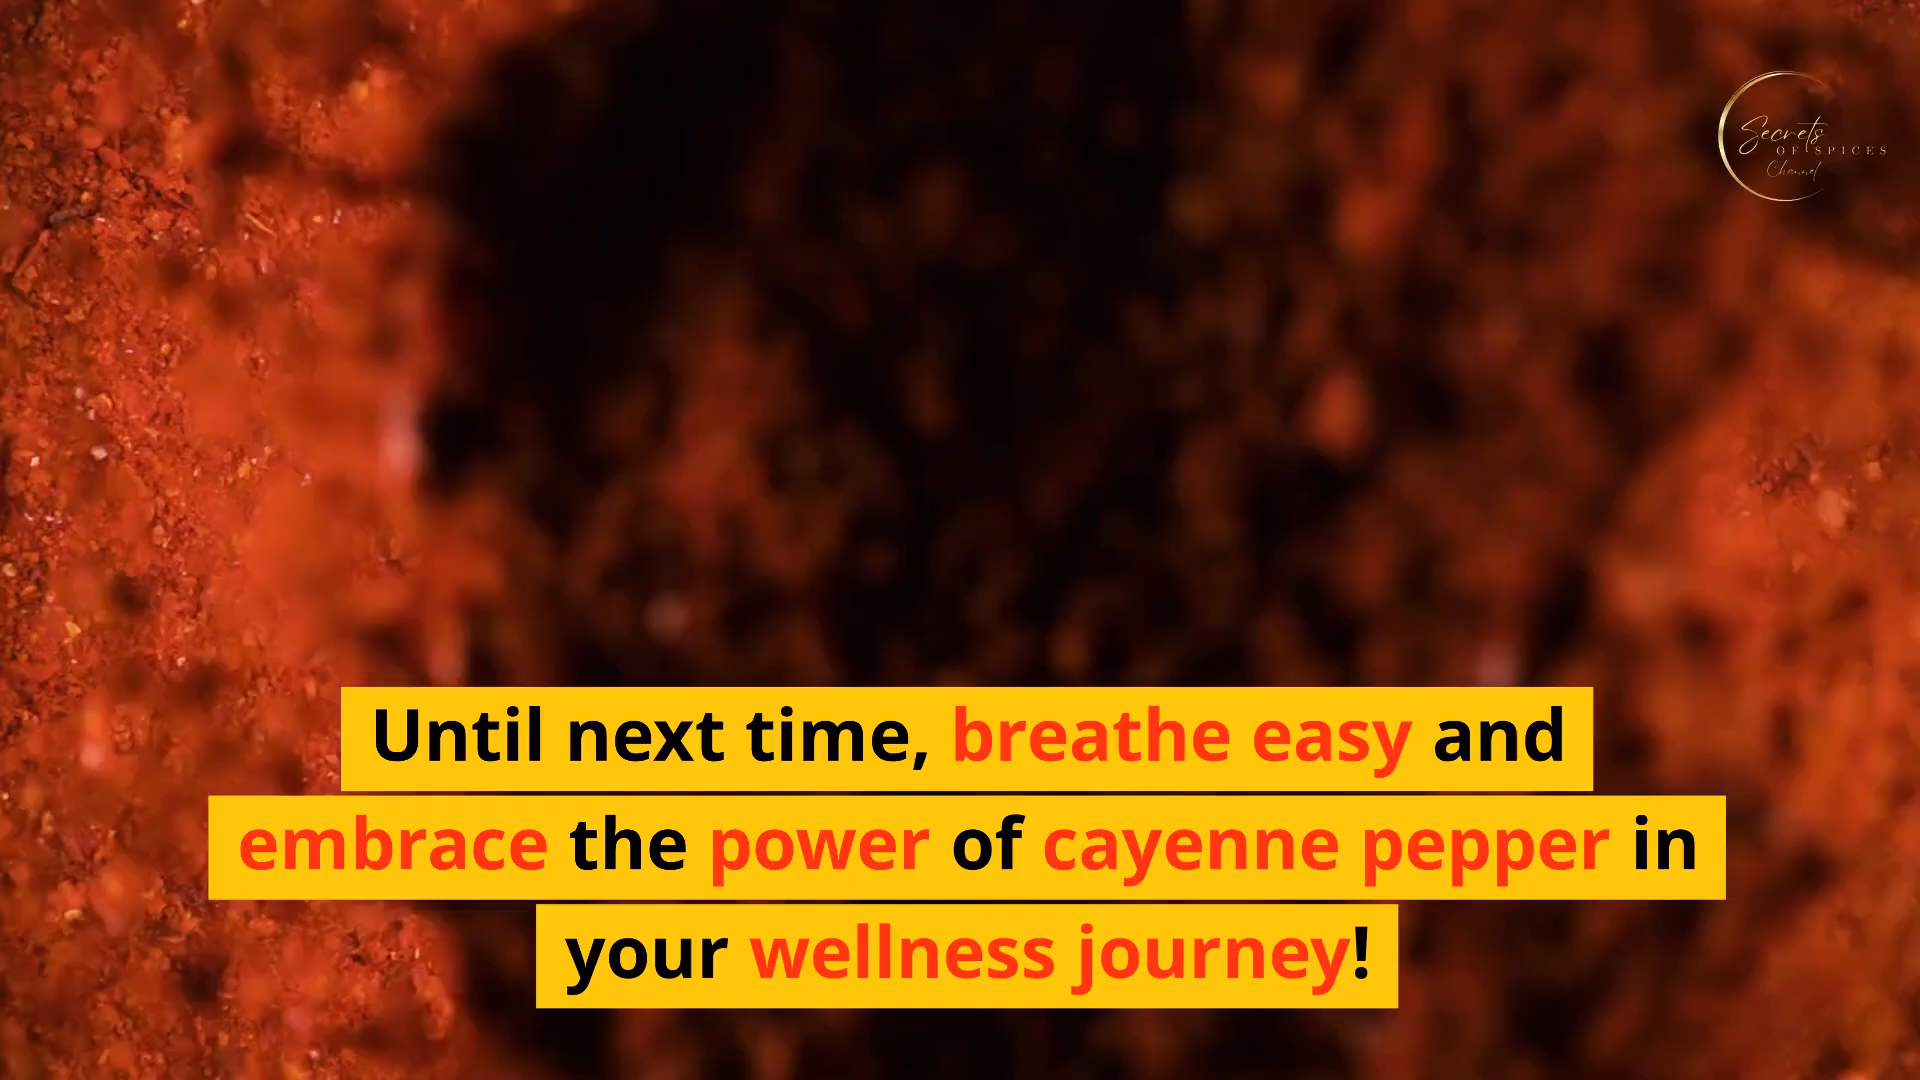 Secrets
OF SPICES
Channel
Until next time, breathe easy and
embrace the power of cayenne pepper in
your wellness journey!